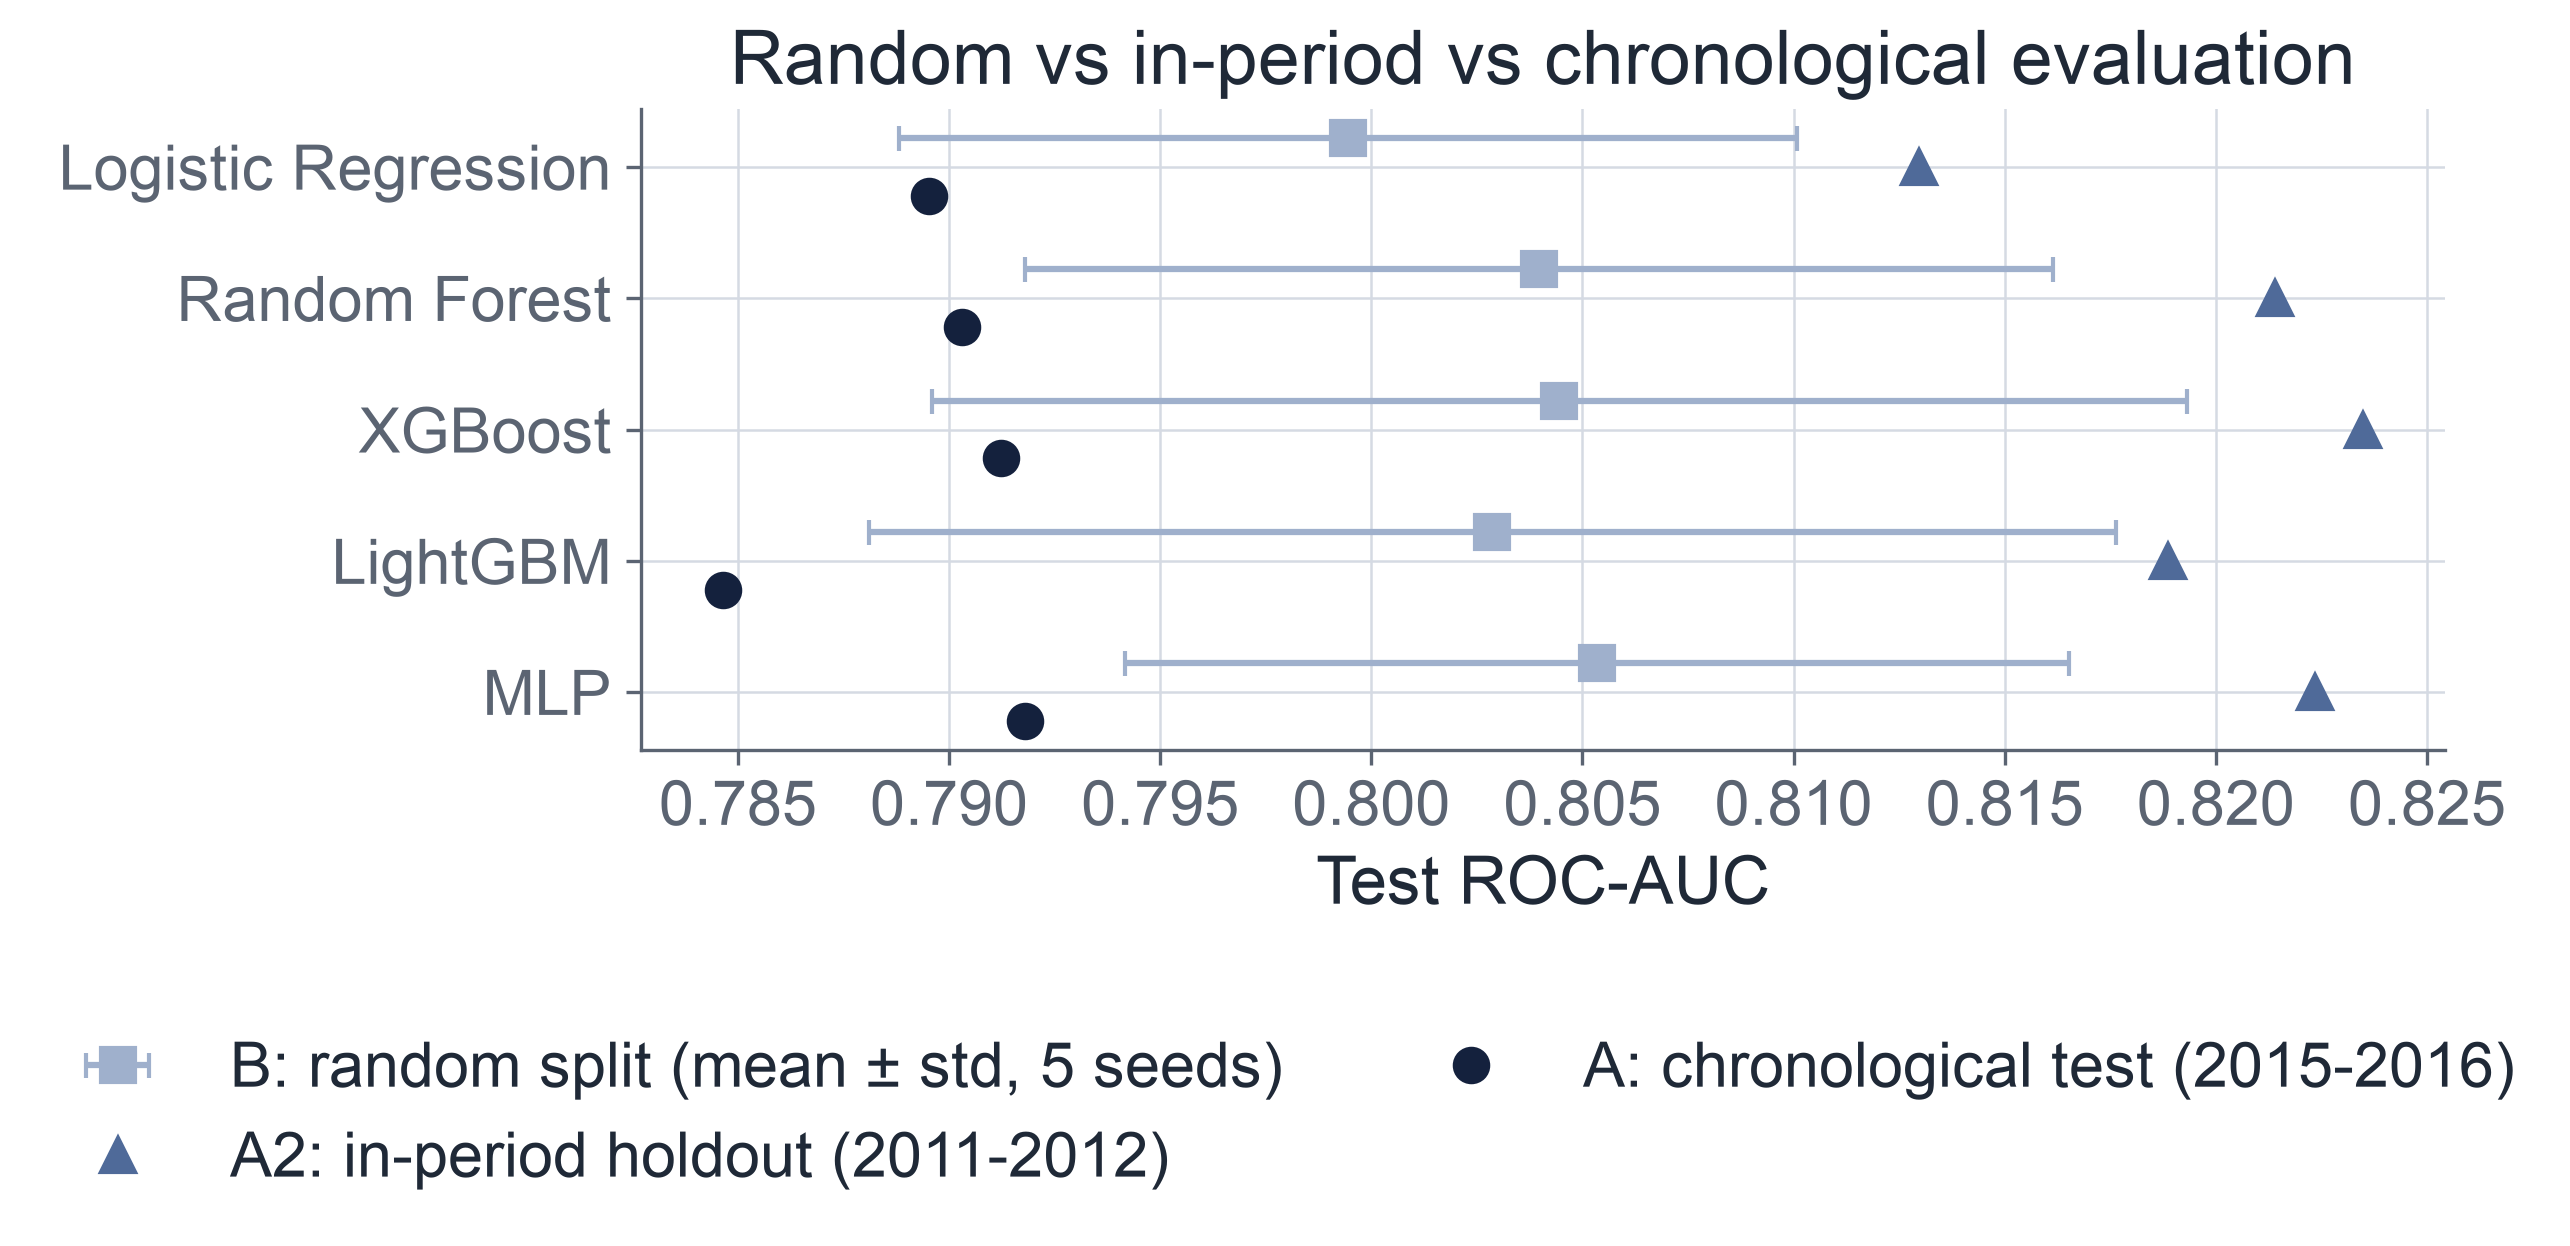 Random vs in-period vs chronological evaluation
Logistic Regression
Random Forest
XGBoost
LightGBM
MLP
0.785 0.790 0.795 0.800 0.805 0.810 0.815 0.820 0.825
Test ROC-AUC
B: random split (mean ± std, 5 seeds)
A: chronological test (2015-2016)
A2: in-period holdout (2011-2012)